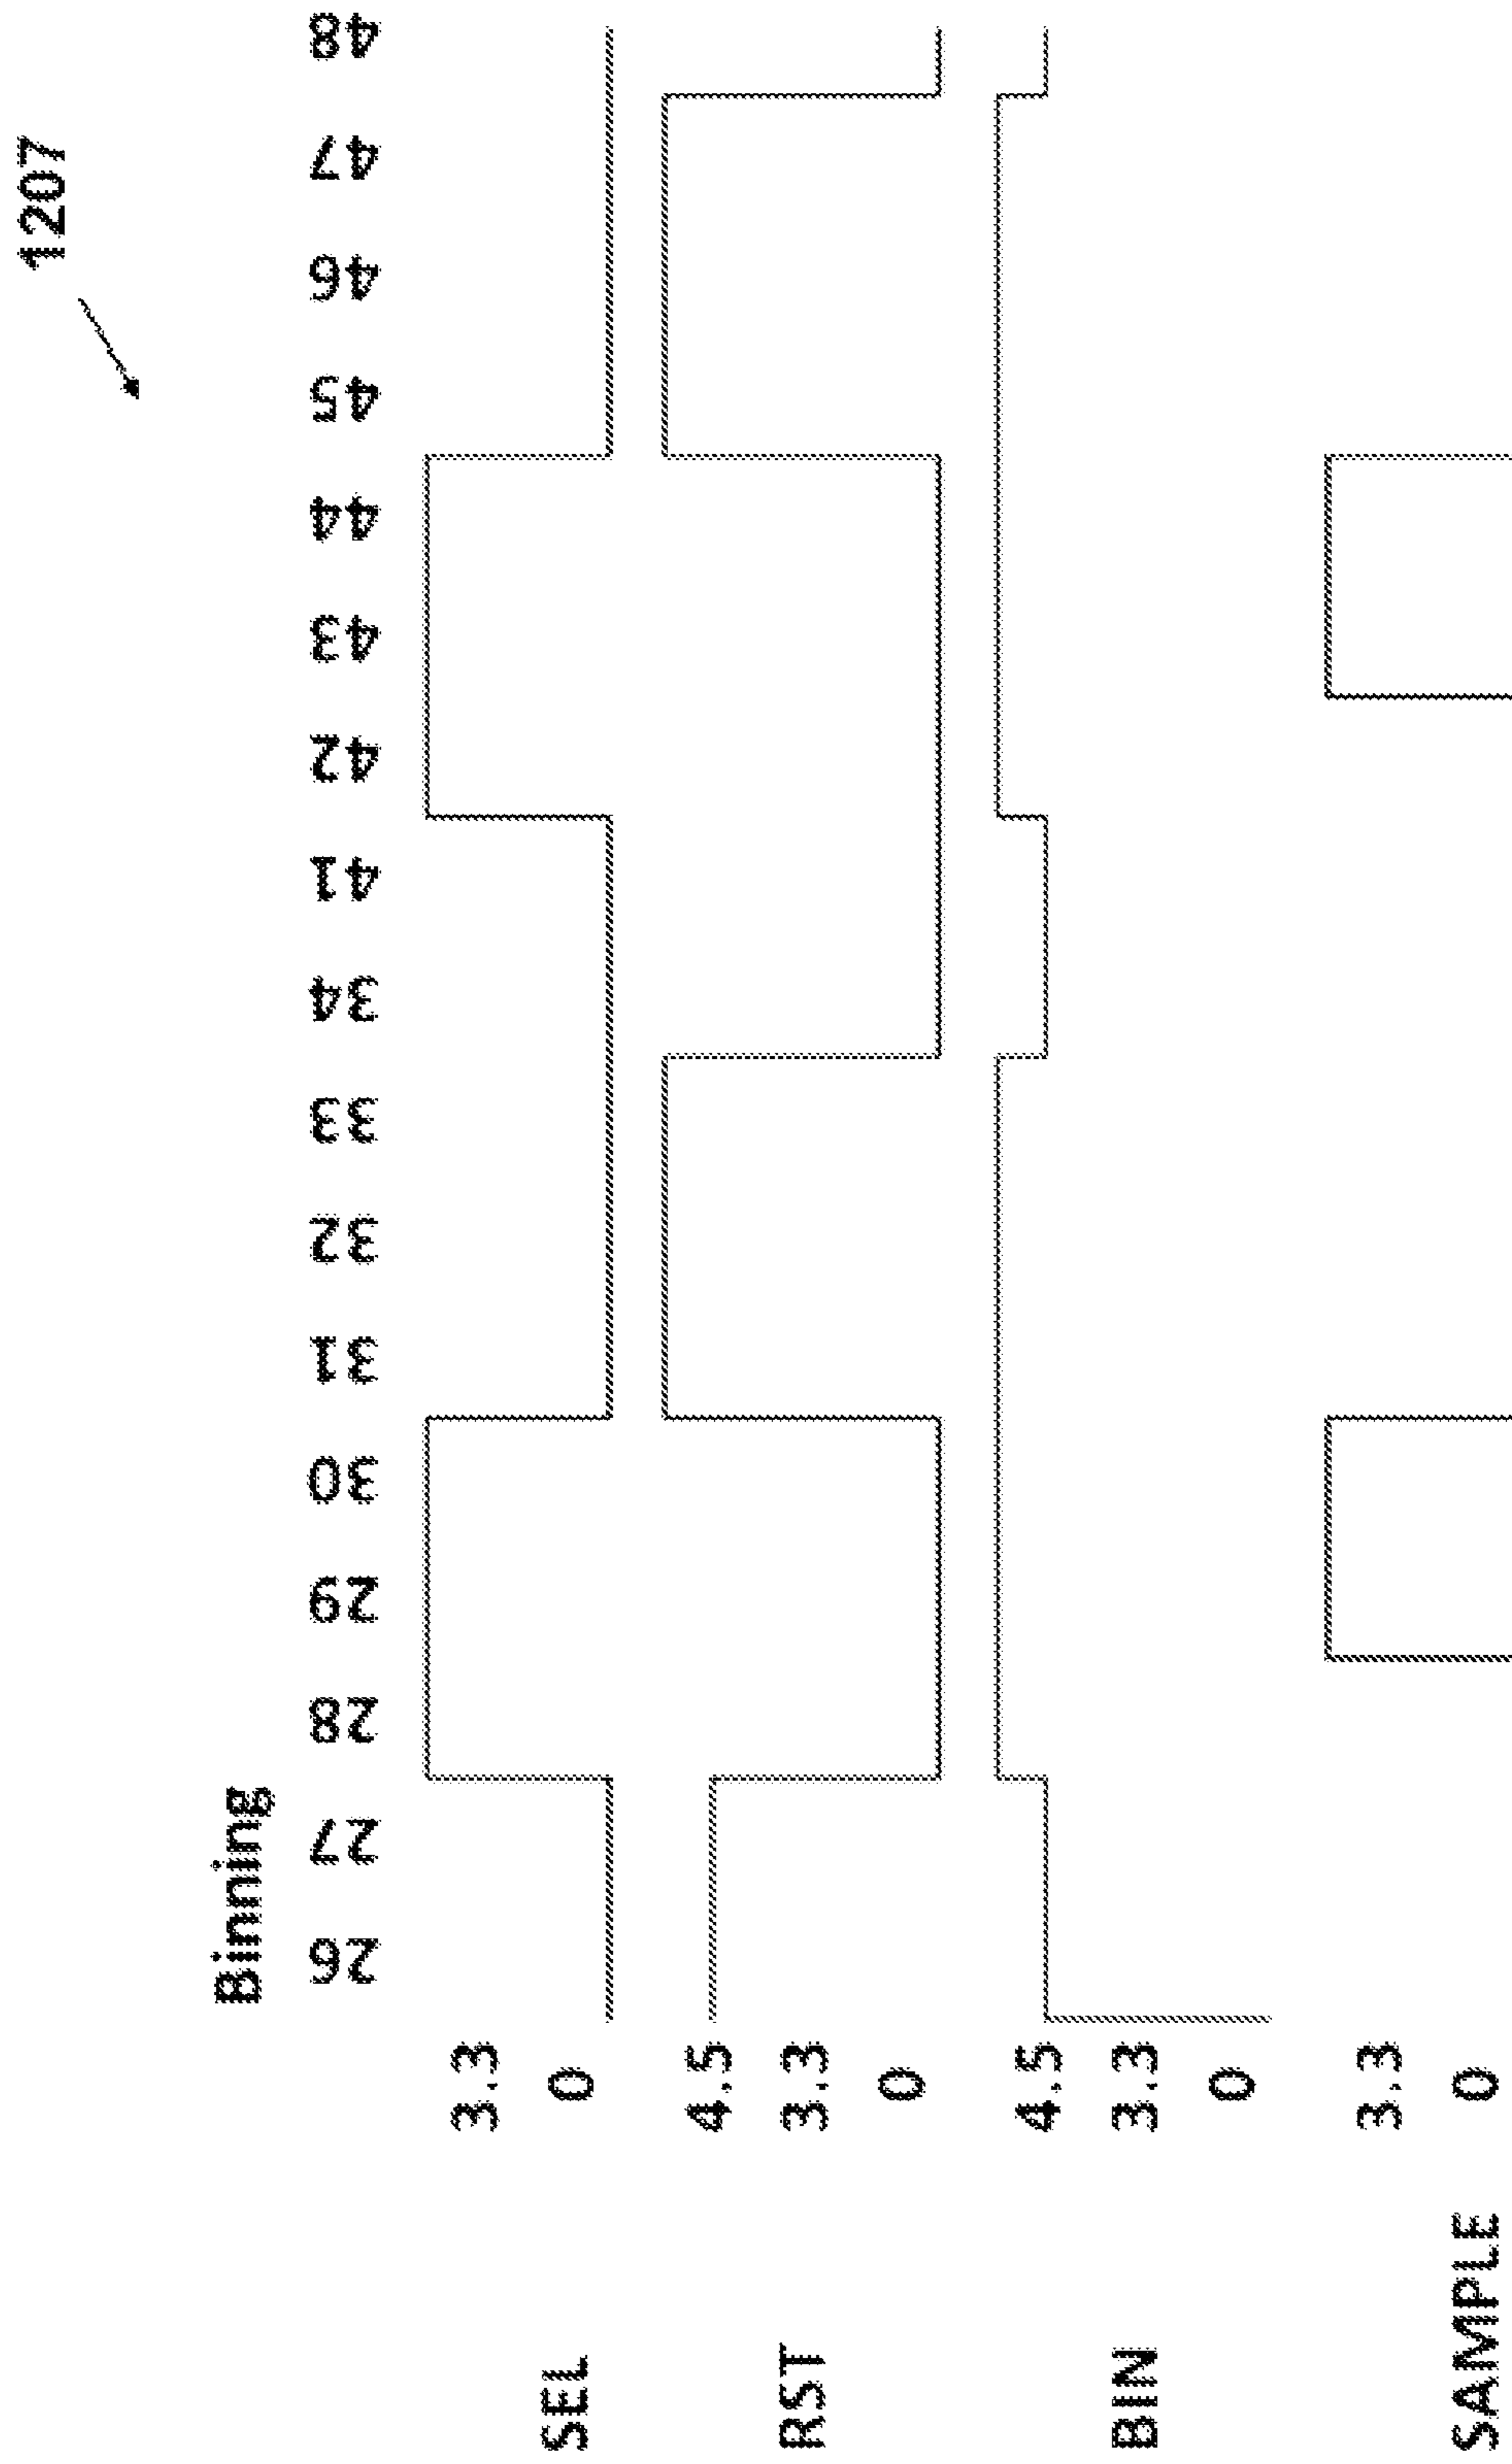 1207
Binning
26 27 28 29 30 31 32 33 34 41 42 43 44 45 46 47 48
3.3
SEL 0
4.5
RST 3.3
0
4.5
BIN 3.3
0
3.3
SAMPLE 0